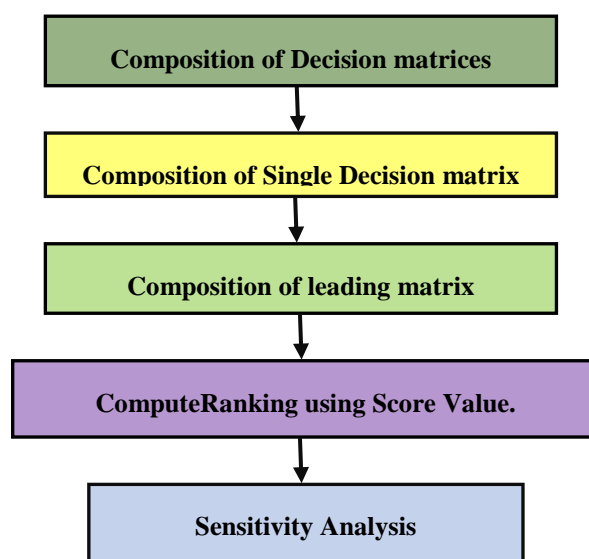 Composition of Decision matrices
Composition of Single Decision matrix
Composition of leading matrix
ComputeRanking using Score Value.
Sensitivity Analysis